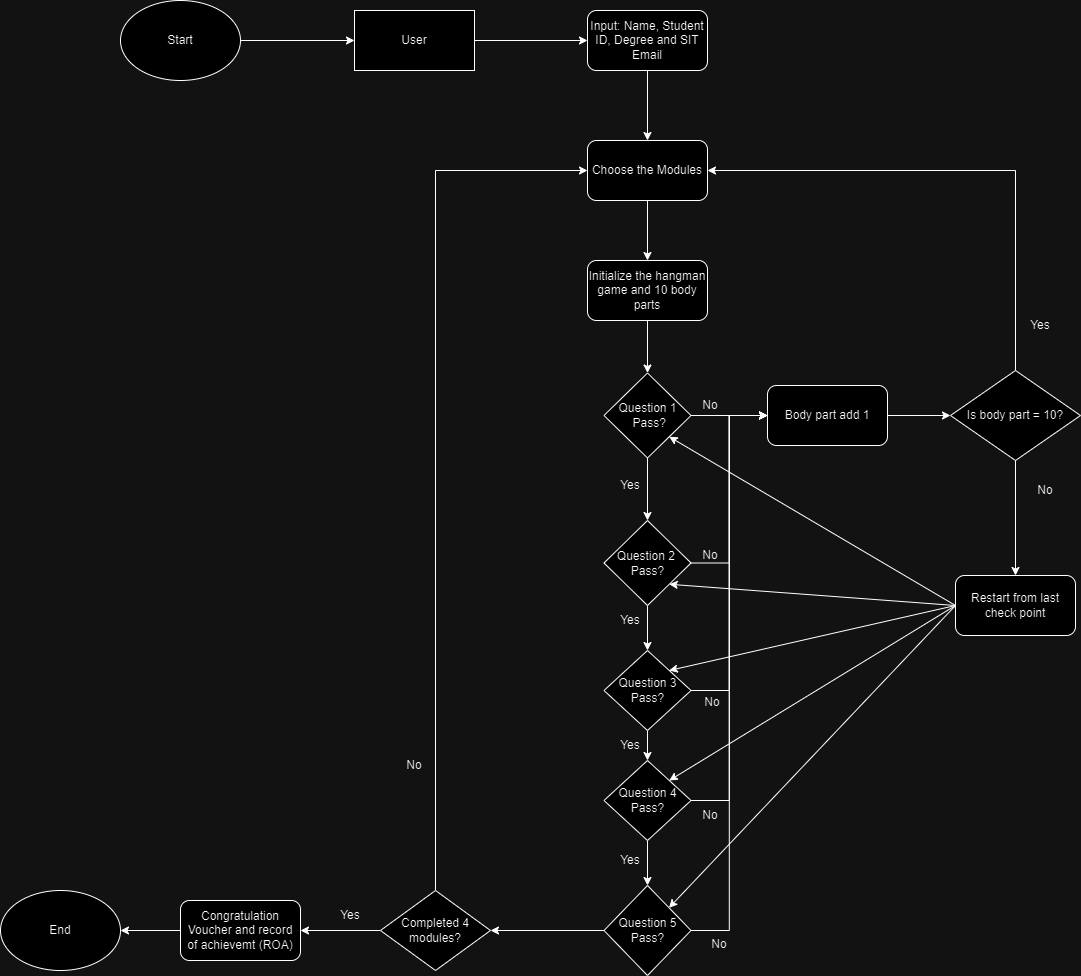 Start
User
Input: Name, Student
ID, Degree and SIT
Email
Choose the Modules
Initialize the hangman
game and 10 body
parts
Yes
Question 1
Pass?
No
Body part add 1
Is body part = 10?
Yes
No
Question 2
Pass?
No
Restart from last
check point
Yes
Question 3
Pass?
No
Yes
No
Question 4
Pass?
No
Yes
Completed 4
modules?
Yes
Congratulation
Voucher and record
of achievemt (ROA)
End
Question 5
Pass?
No